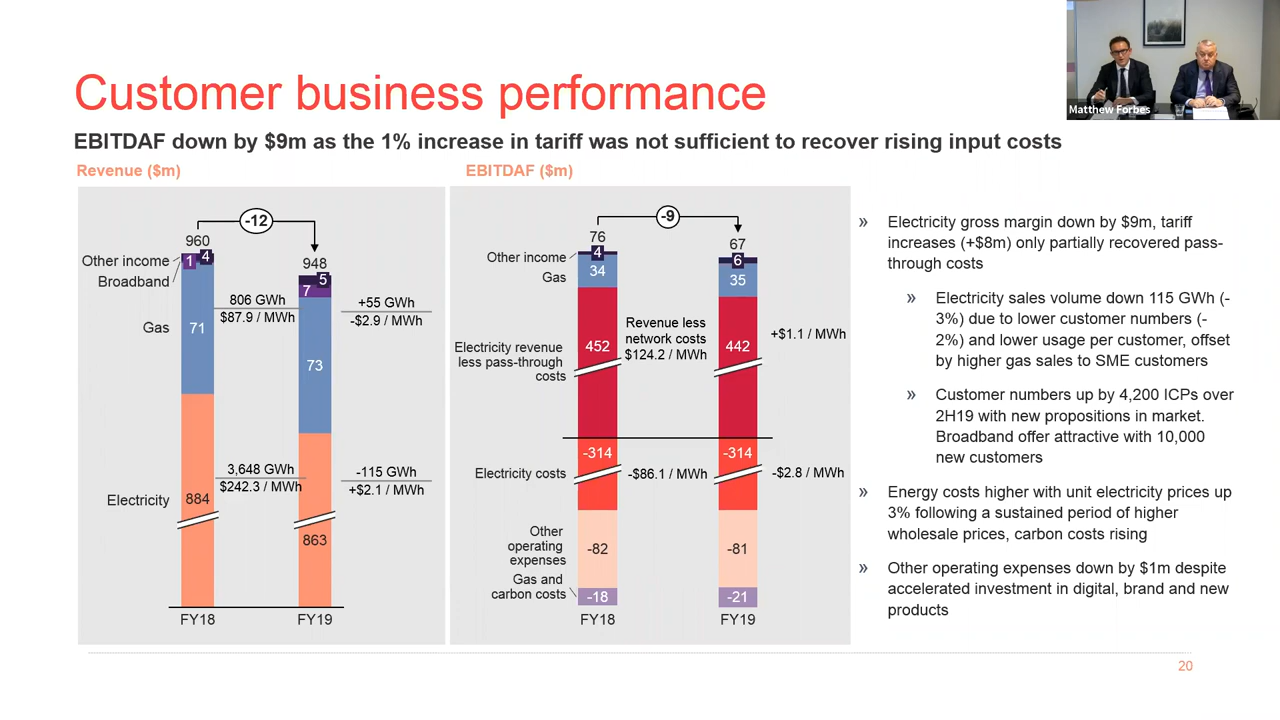 Matthew Forbes
Customer business performance
EBITDAF down by $9m as the 1% increase in tariff was not sufficient to recover rising input costs
Revenue ($m)
-12
960
948
Other income
1
4
5
Broadband
7
806 GWh
$87.9 / MWh
+55 GWh
-$2.9 / MWh
Gas
71
73
3,648 GWh
$242.3 / MWh
-115 GWh
+$2.1 / MWh
Electricity
884
863
FY18
FY19
EBITDAF ($m)
-9
76
67
Other income
4
6
Gas
34
35
Electricity revenue
less pass-through
costs
452
Revenue less
network costs
$124.2 / MWh
442
+$1.1 / MWh
-314
-314
Electricity costs
-$86.1 / MWh
-$2.8 / MWh
Other
operating
expenses
-82
-81
Gas and
carbon costs
-18
-21
FY18
FY19
» Electricity gross margin down by $9m, tariff
increases (+$8m) only partially recovered pass-
through costs
» Electricity sales volume down 115 GWh (-
3%) due to lower customer numbers (-
2%) and lower usage per customer, offset
by higher gas sales to SME customers
» Customer numbers up by 4,200 ICPs over
2H19 with new propositions in market.
Broadband offer attractive with 10,000
new customers
» Energy costs higher with unit electricity prices up
3% following a sustained period of higher
wholesale prices, carbon costs rising
» Other operating expenses down by $1m despite
accelerated investment in digital, brand and new
products
20